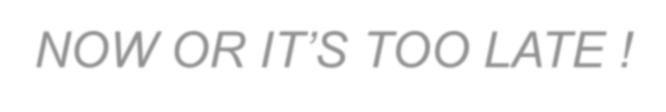 NOW OR IT’S TOO LATE !